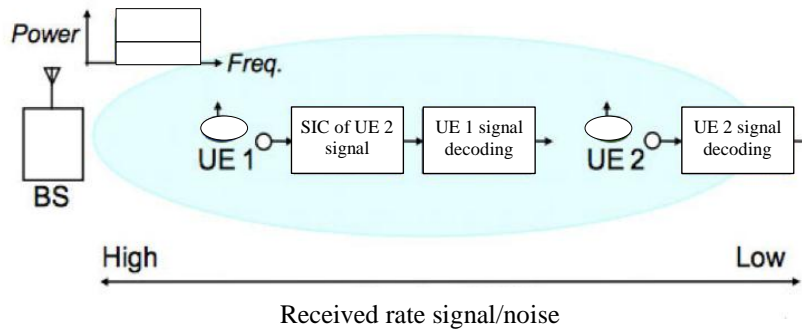 Power
Freq.
BS
UE 1
SIC of UE 2
signal
UE 1 signal
decoding
UE 2
UE 2 signal
decoding
High
Low
Received rate signal/noise